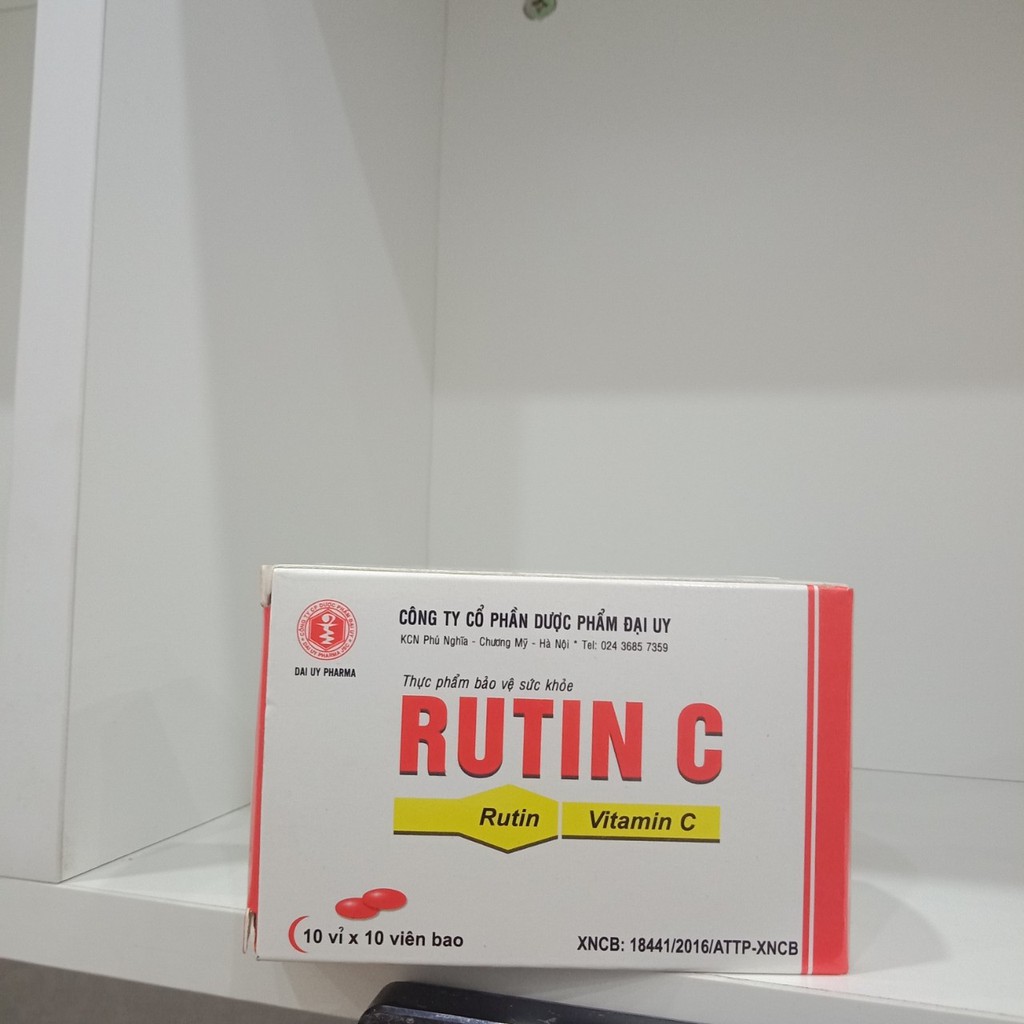 CÔNG TY CỔ PHẦN DƯỢC PHẨM ĐẠI UY
KCN Phú Nghĩa - Chương Mỹ - Hà Nội * Tel: 024 3685 7359
DAI UY PHARMA
Thực phẩm bảo vệ sức khỏe
RUTIN C
Rutin Vitamin C
10 vỉ x 10 viên bao
XNCB: 18441/2016/ATTP-XNCB